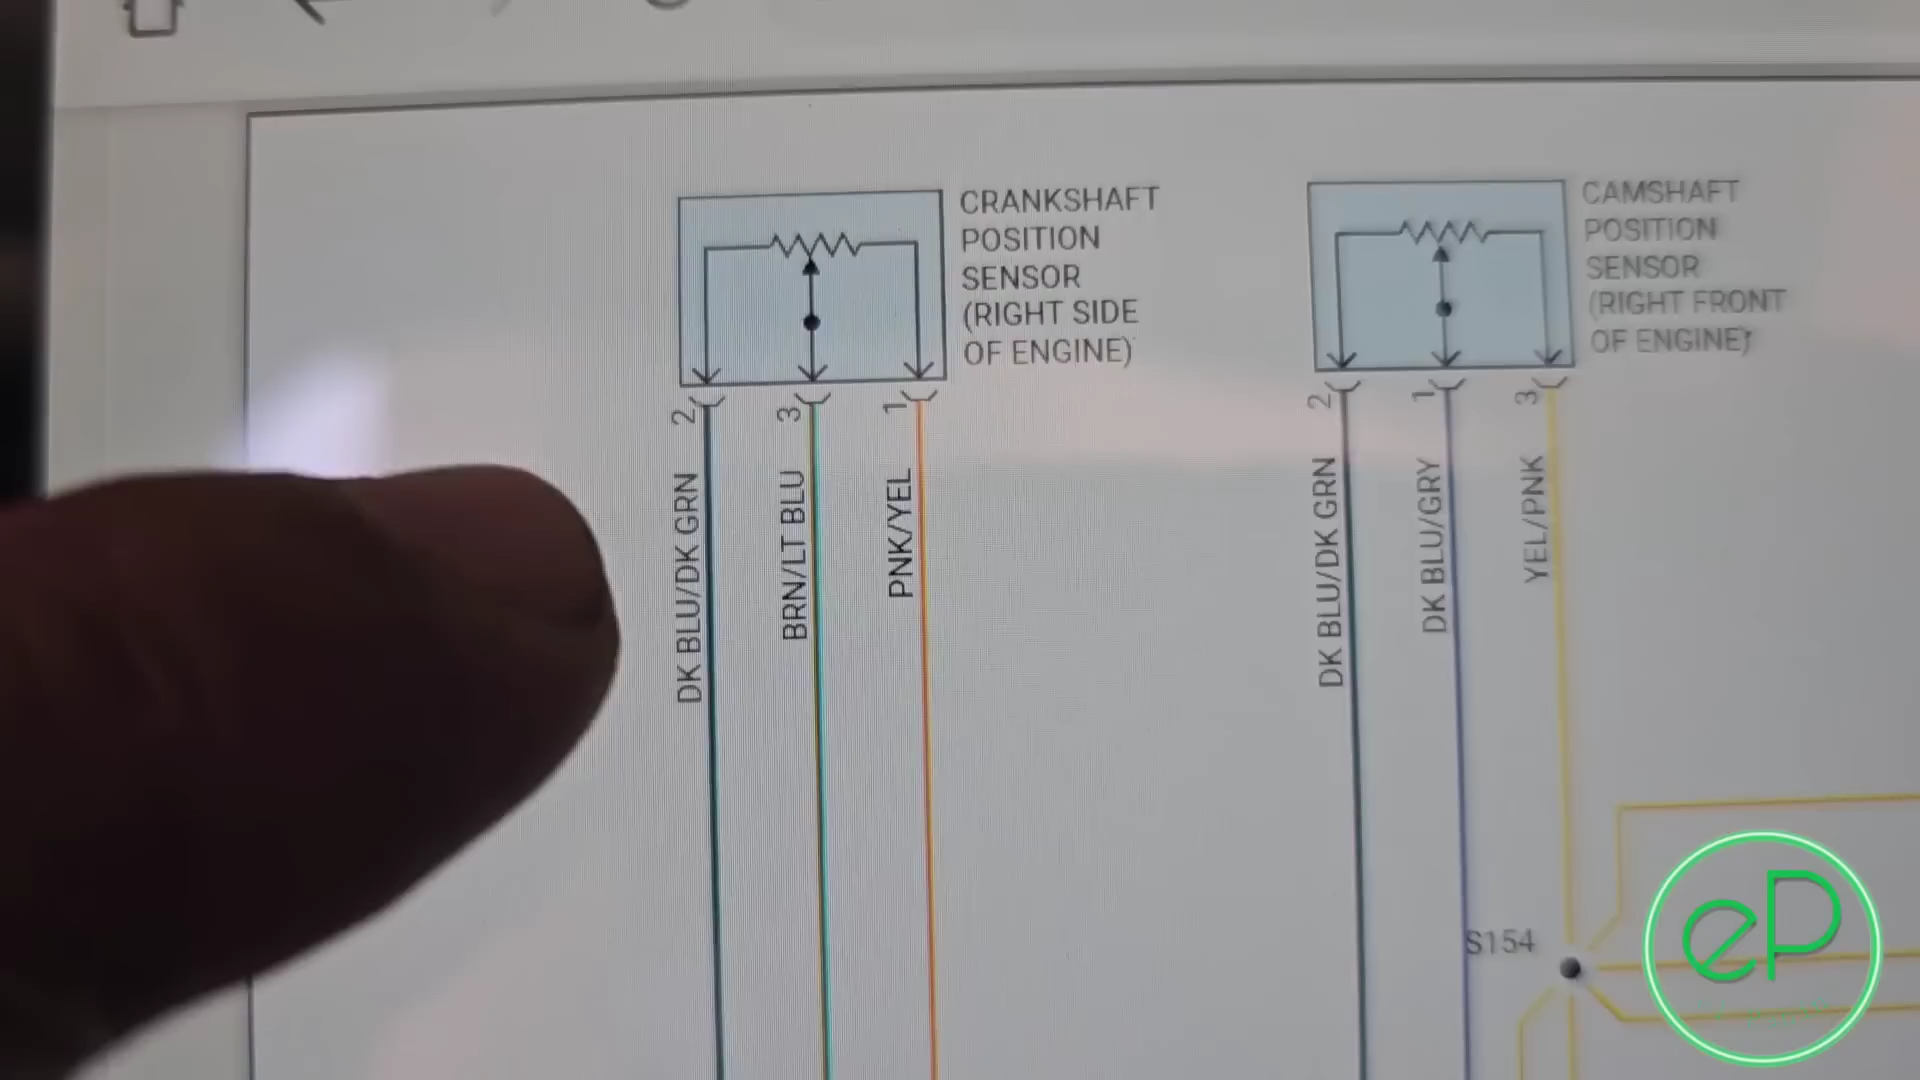 CRANKSHAFT
POSITION
SENSOR
(RIGHT SIDE
OF ENGINE)
2
3
1
DK BLU/DK GRN
BRN/LT BLU
PNK/YEL
CAMSHAFT
POSITION
SENSOR
(RIGHT FRONT
OF ENGINE)
2
1
3
DK BLU/DK GRN
DK BLU/GRY
YEL/PNK
S154
eP